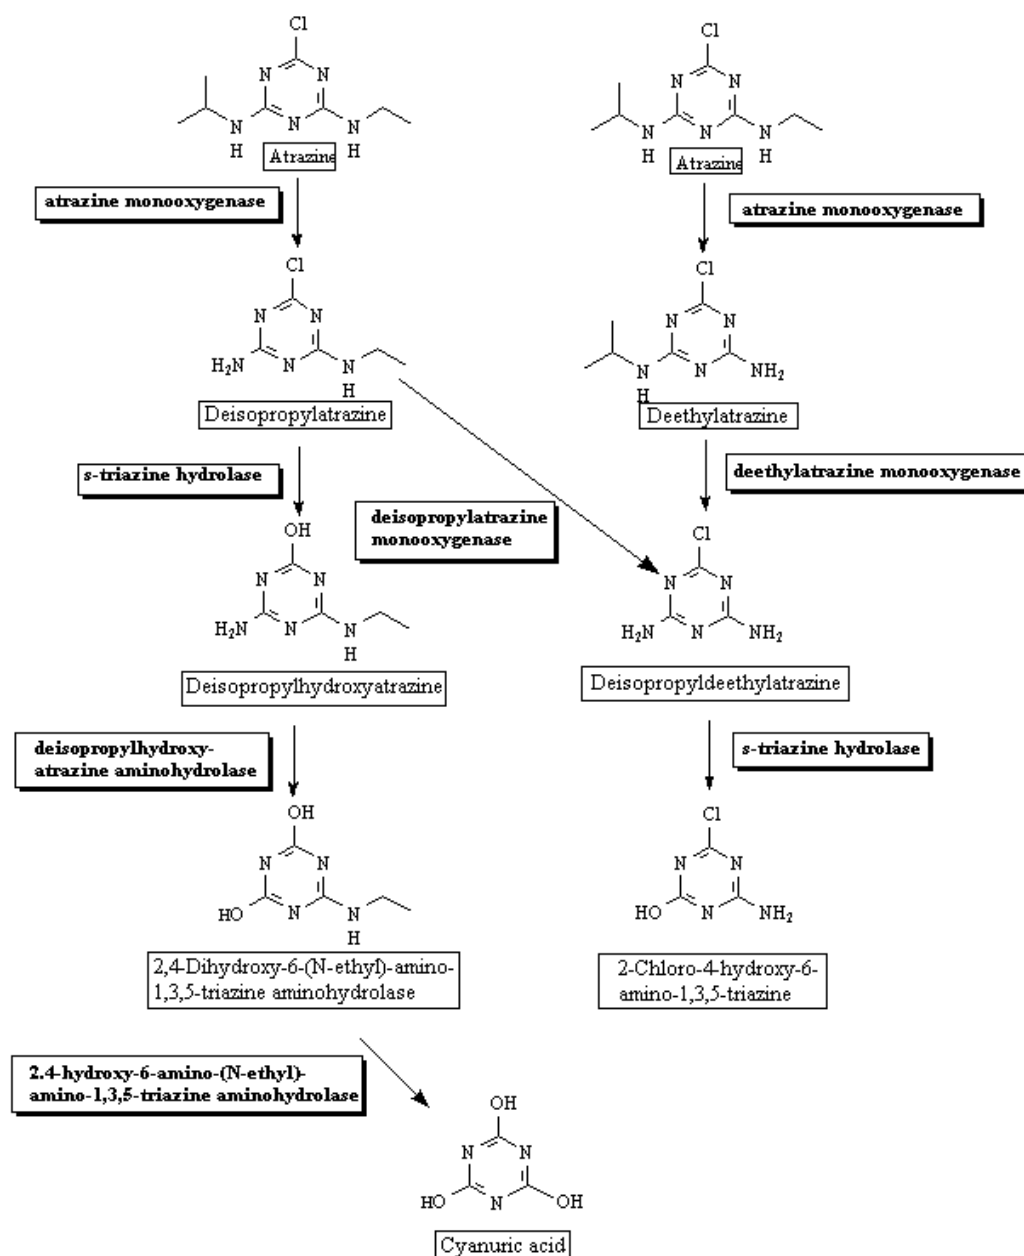 Cl
Cl
N N
N N
N N N
H H
N N N
H H
Atrazine
Atrazine
atrazine monooxygenase
atrazine monooxygenase
Cl
Cl
N N
N N
H₂N N N
H
N N NH₂
H
Deisopropylatrazine
Deethylatrazine
s-triazine hydrolase
deethylatrazine monooxygenase
deisopropylatrazine
monooxygenase
OH
Cl
N N
N N
H₂N N N
H
H₂N N NH₂
Deisopropylhydroxyatrazine
Deisopropyldeethylatrazine
deisopropylhydroxy-
atrazine aminohydrolase
s-triazine hydrolase
OH
Cl
N N
N N
HO N N
H
HO N NH₂
2,4-Dihydroxy-6-(N-ethyl)-amino-
1,3,5-triazine aminohydrolase
2-Chloro-4-hydroxy-6-
amino-1,3,5-triazine
2.4-hydroxy-6-amino-(N-ethyl)-
amino-1,3,5-triazine aminohydrolase
OH
N N
HO N OH
Cyanuric acid